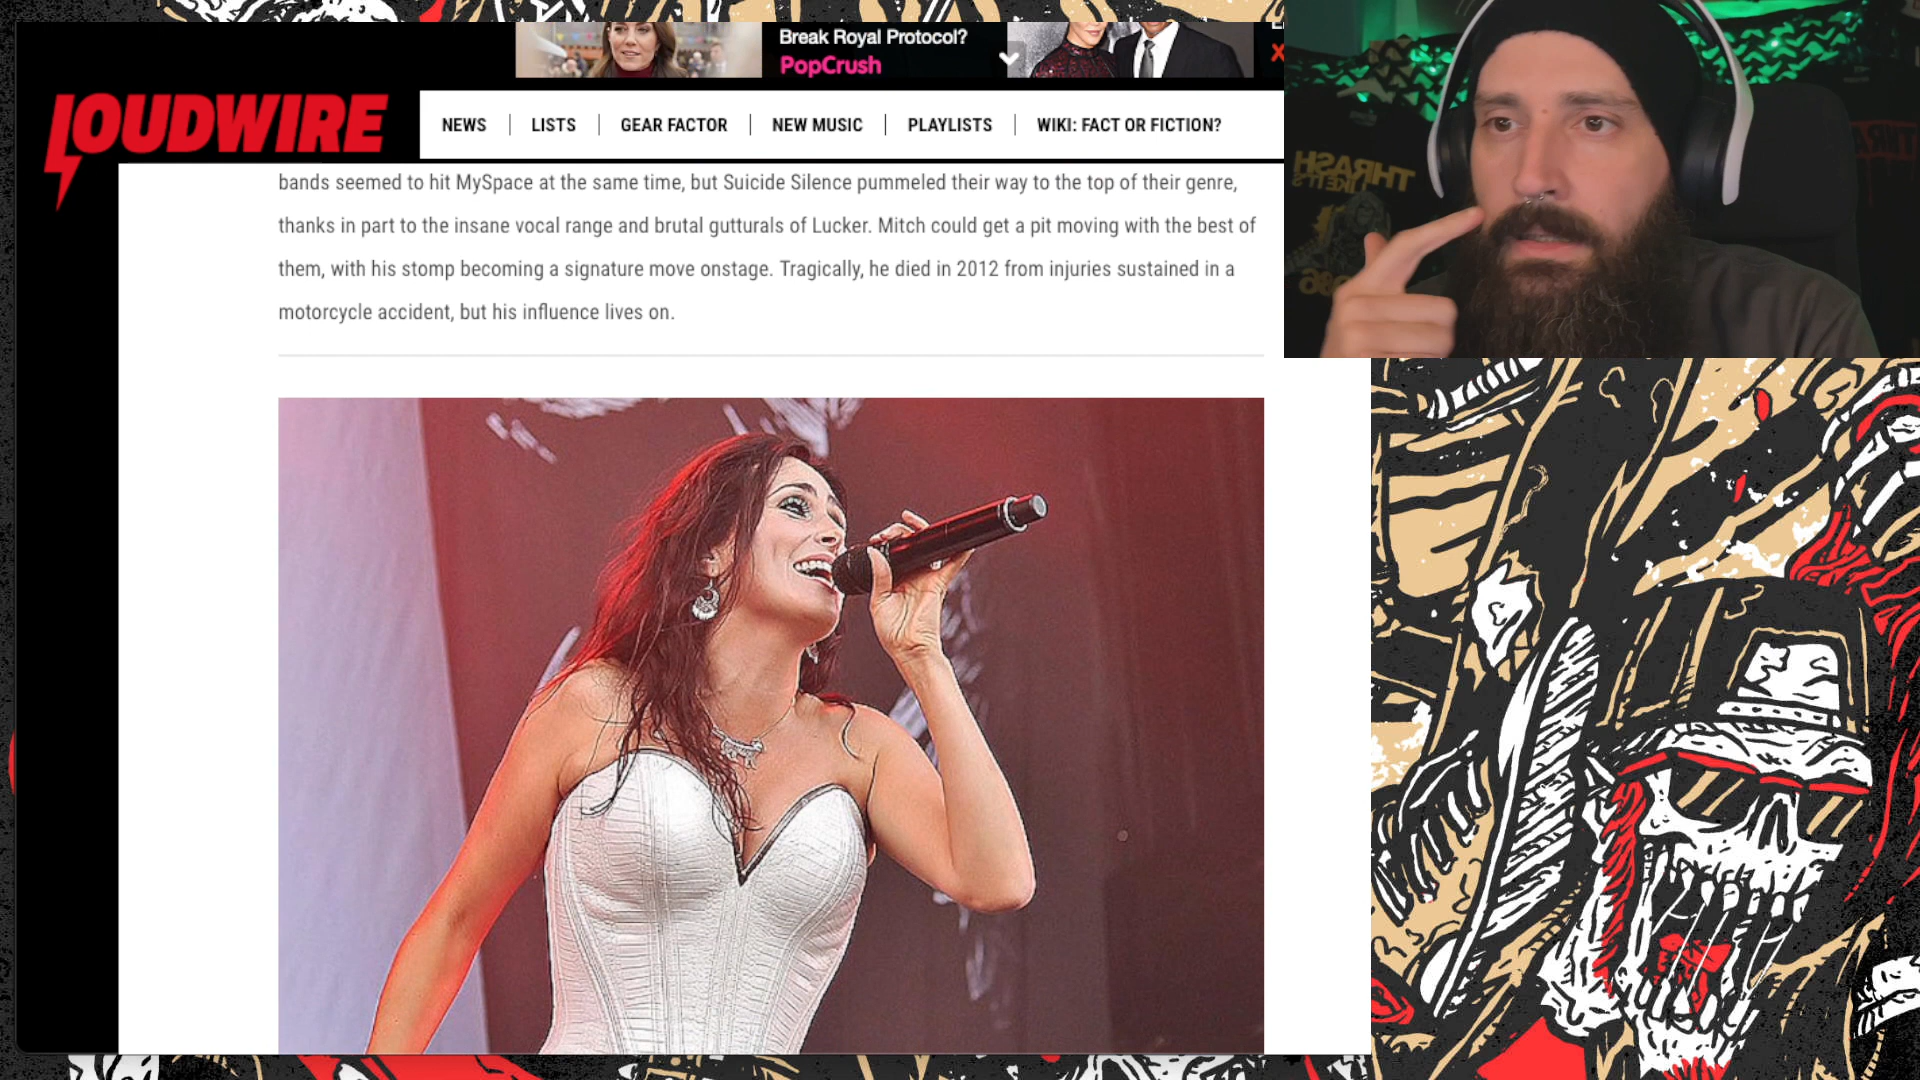 Break Royal Protocol?
PopCrush
LOUDWIRE
NEWS
LISTS
GEAR FACTOR
NEW MUSIC
PLAYLISTS
WIKI: FACT OR FICTION?
bands seemed to hit MySpace at the same time, but Suicide Silence pummeled their way to the top of their genre,
thanks in part to the insane vocal range and brutal gutturals of Lucker. Mitch could get a pit moving with the best of
them, with his stomp becoming a signature move onstage. Tragically, he died in 2012 from injuries sustained in a
motorcycle accident, but his influence lives on.
THRASH
LIKE IT'S